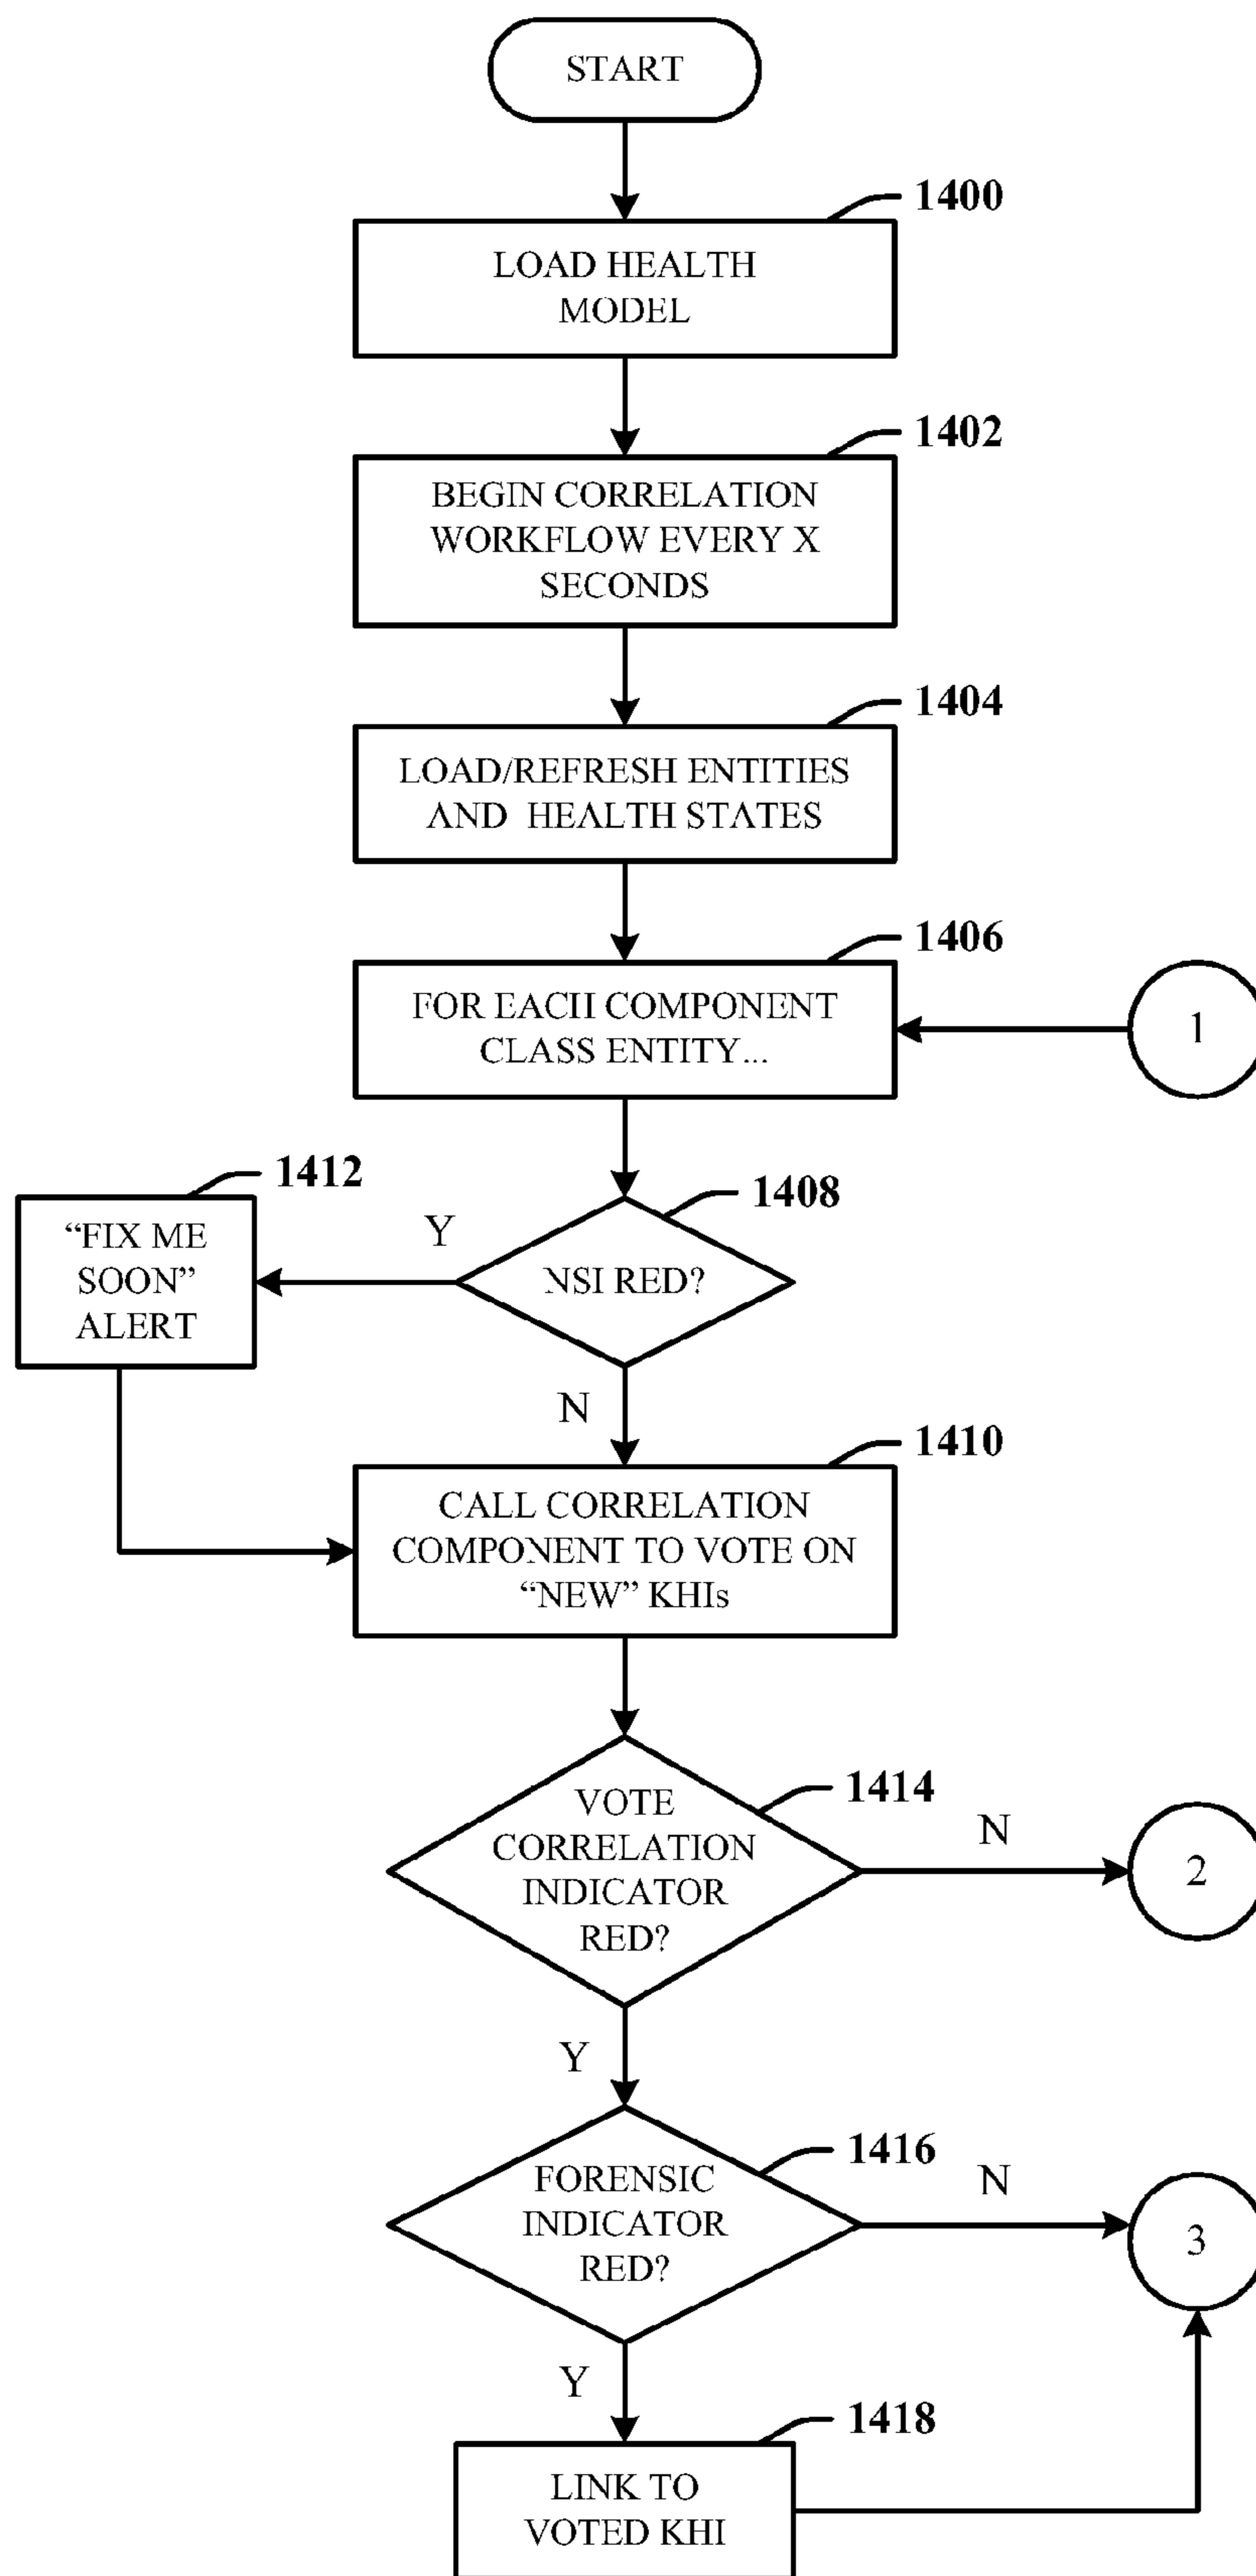 START
1400
LOAD HEALTH
MODEL
1402
BEGIN CORRELATION
WORKFLOW EVERY X
SECONDS
1404
LOAD/REFRESH ENTITIES
AND HEALTH STATES
1406
FOR EACH COMPONENT
CLASS ENTITY...
1
1412
"FIX ME
SOON"
ALERT
Y
1408
NSI RED?
N
1410
CALL CORRELATION
COMPONENT TO VOTE ON
"NEW" KHIs
1414
VOTE
CORRELATION
INDICATOR
RED?
N
2
Y
1416
FORENSIC
INDICATOR
RED?
N
3
Y
1418
LINK TO
VOTED KHI